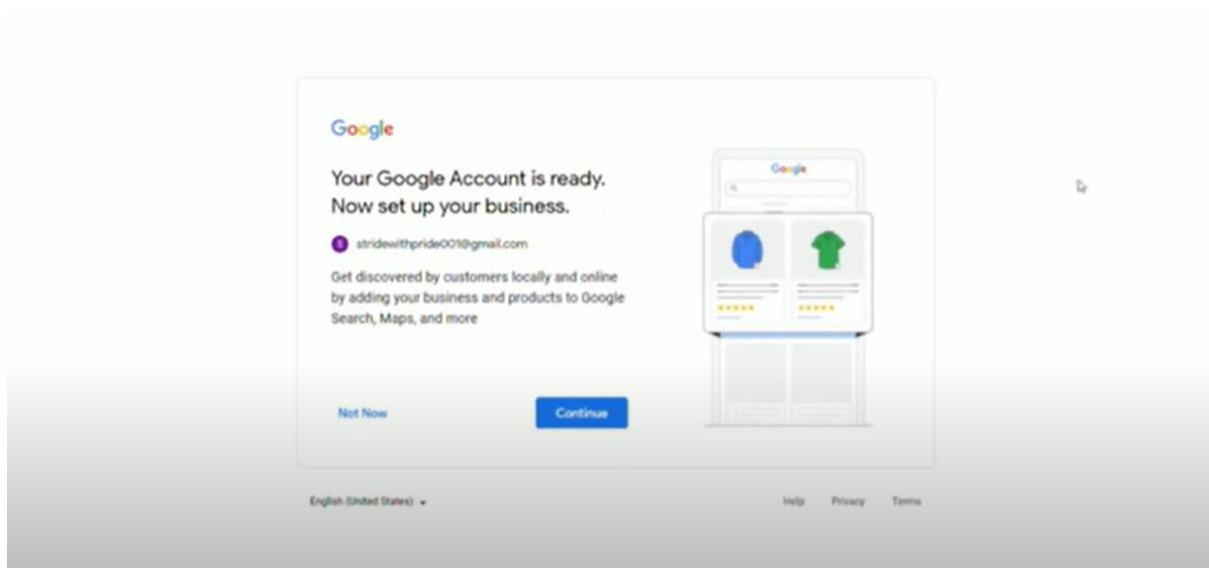 Google
Your Google Account is ready.
Now set up your business.
S stridewithpride001@gmail.com
Get discovered by customers locally and online
by adding your business and products to Google
Search, Maps, and more
Not Now
Continue
Google
English (United States)
Help Privacy Terms